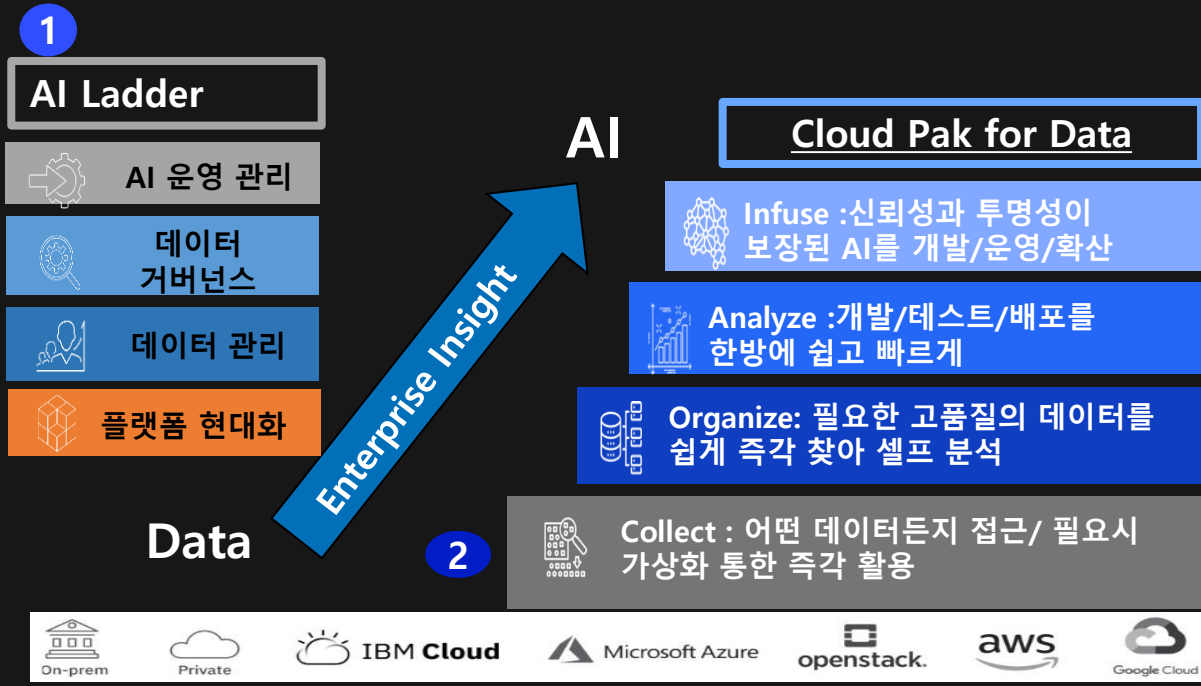 1
AI Ladder
AI 운영 관리
데이터
거버넌스
데이터 관리
플랫폼 현대화
Data
Enterprise Insight
AI
Cloud Pak for Data
Infuse :신뢰성과 투명성이
보장된 AI를 개발/운영/확산
Analyze :개발/테스트/배포를
한방에 쉽고 빠르게
Organize: 필요한 고품질의 데이터를
쉽게 즉각 찾아 셀프 분석
2
Collect : 어떤 데이터든지 접근/ 필요시
가상화 통한 즉각 활용
On-prem
Private
IBM Cloud
Microsoft Azure
openstack.
aws
Google Cloud